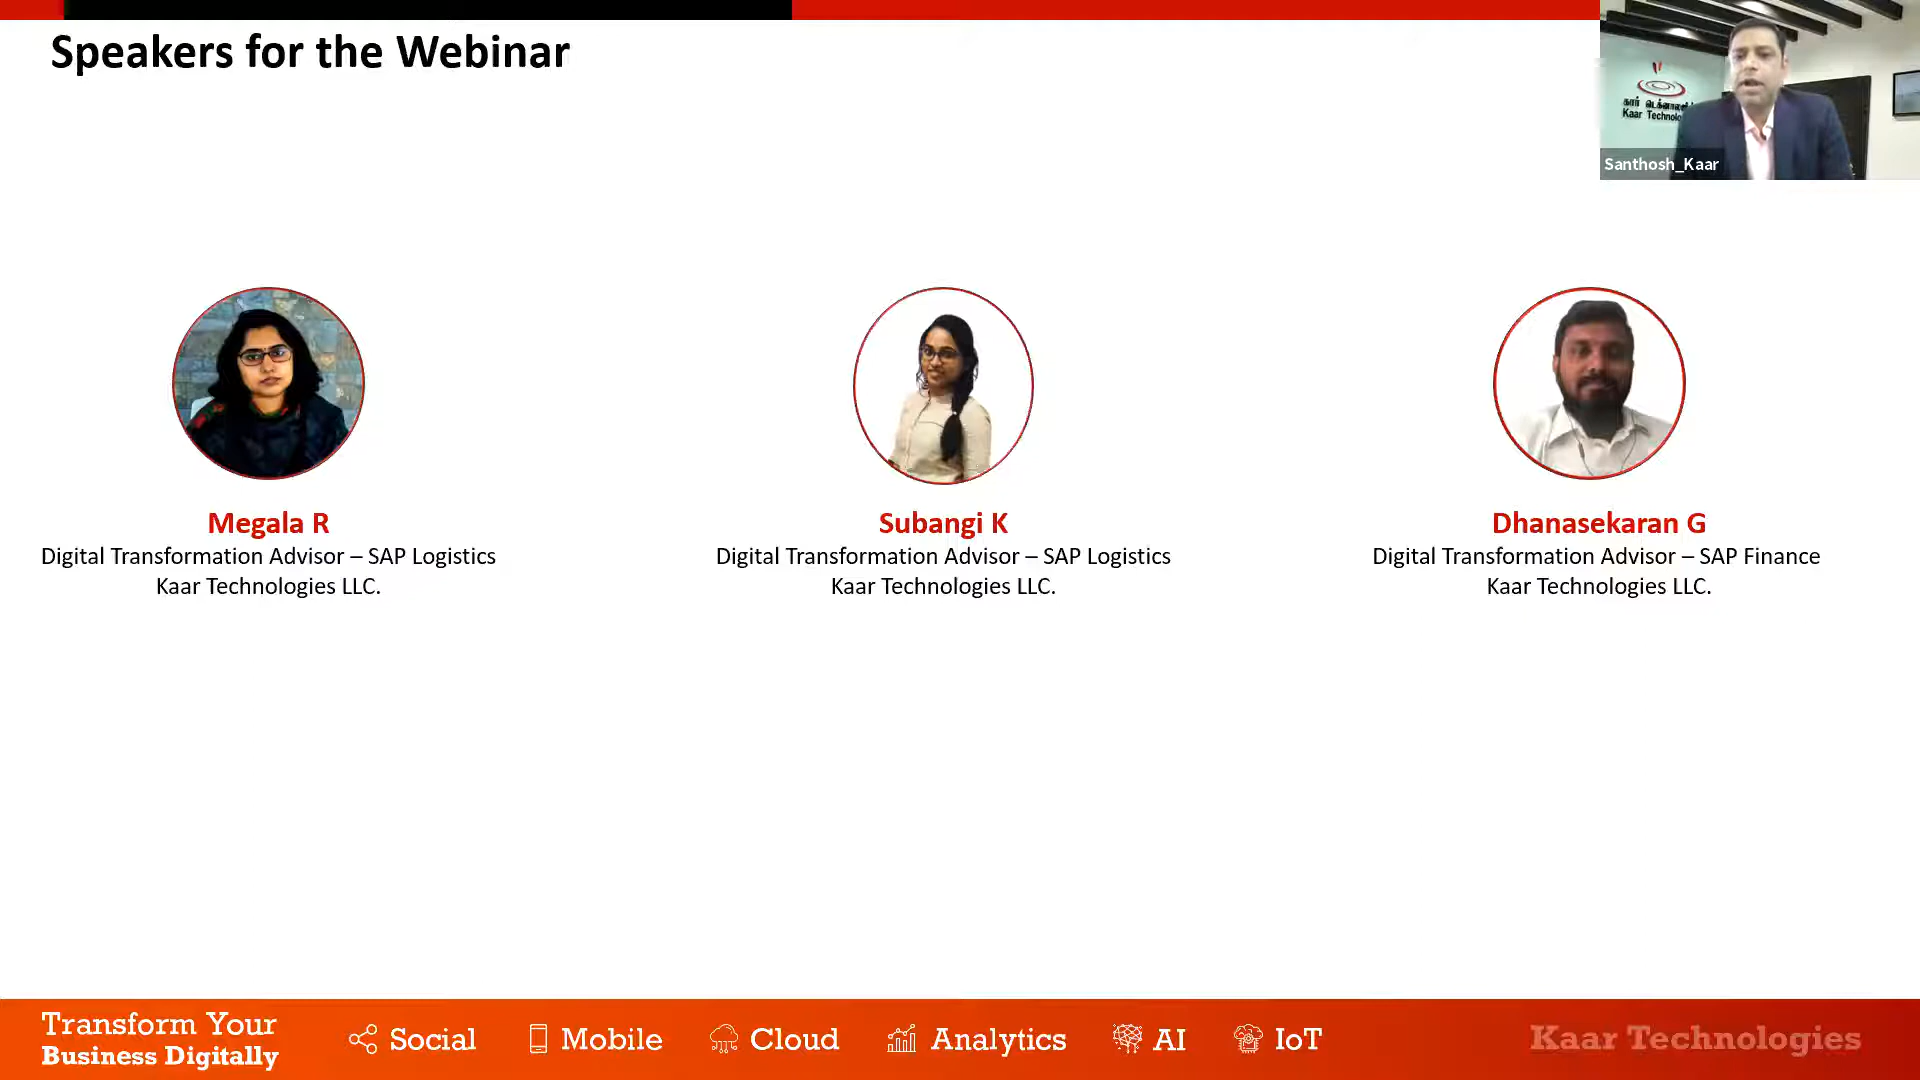 Speakers for the Webinar
Kaar
Santhosh_Kaar
Megala R
Digital Transformation Advisor – SAP Logistics
Kaar Technologies LLC.
Subangi K
Digital Transformation Advisor – SAP Logistics
Kaar Technologies LLC.
Dhanasekaran G
Digital Transformation Advisor – SAP Finance
Kaar Technologies LLC.
Transform Your
Business Digitally
Social
Mobile
Cloud
Analytics
AI
IoT
Kaar Technologies